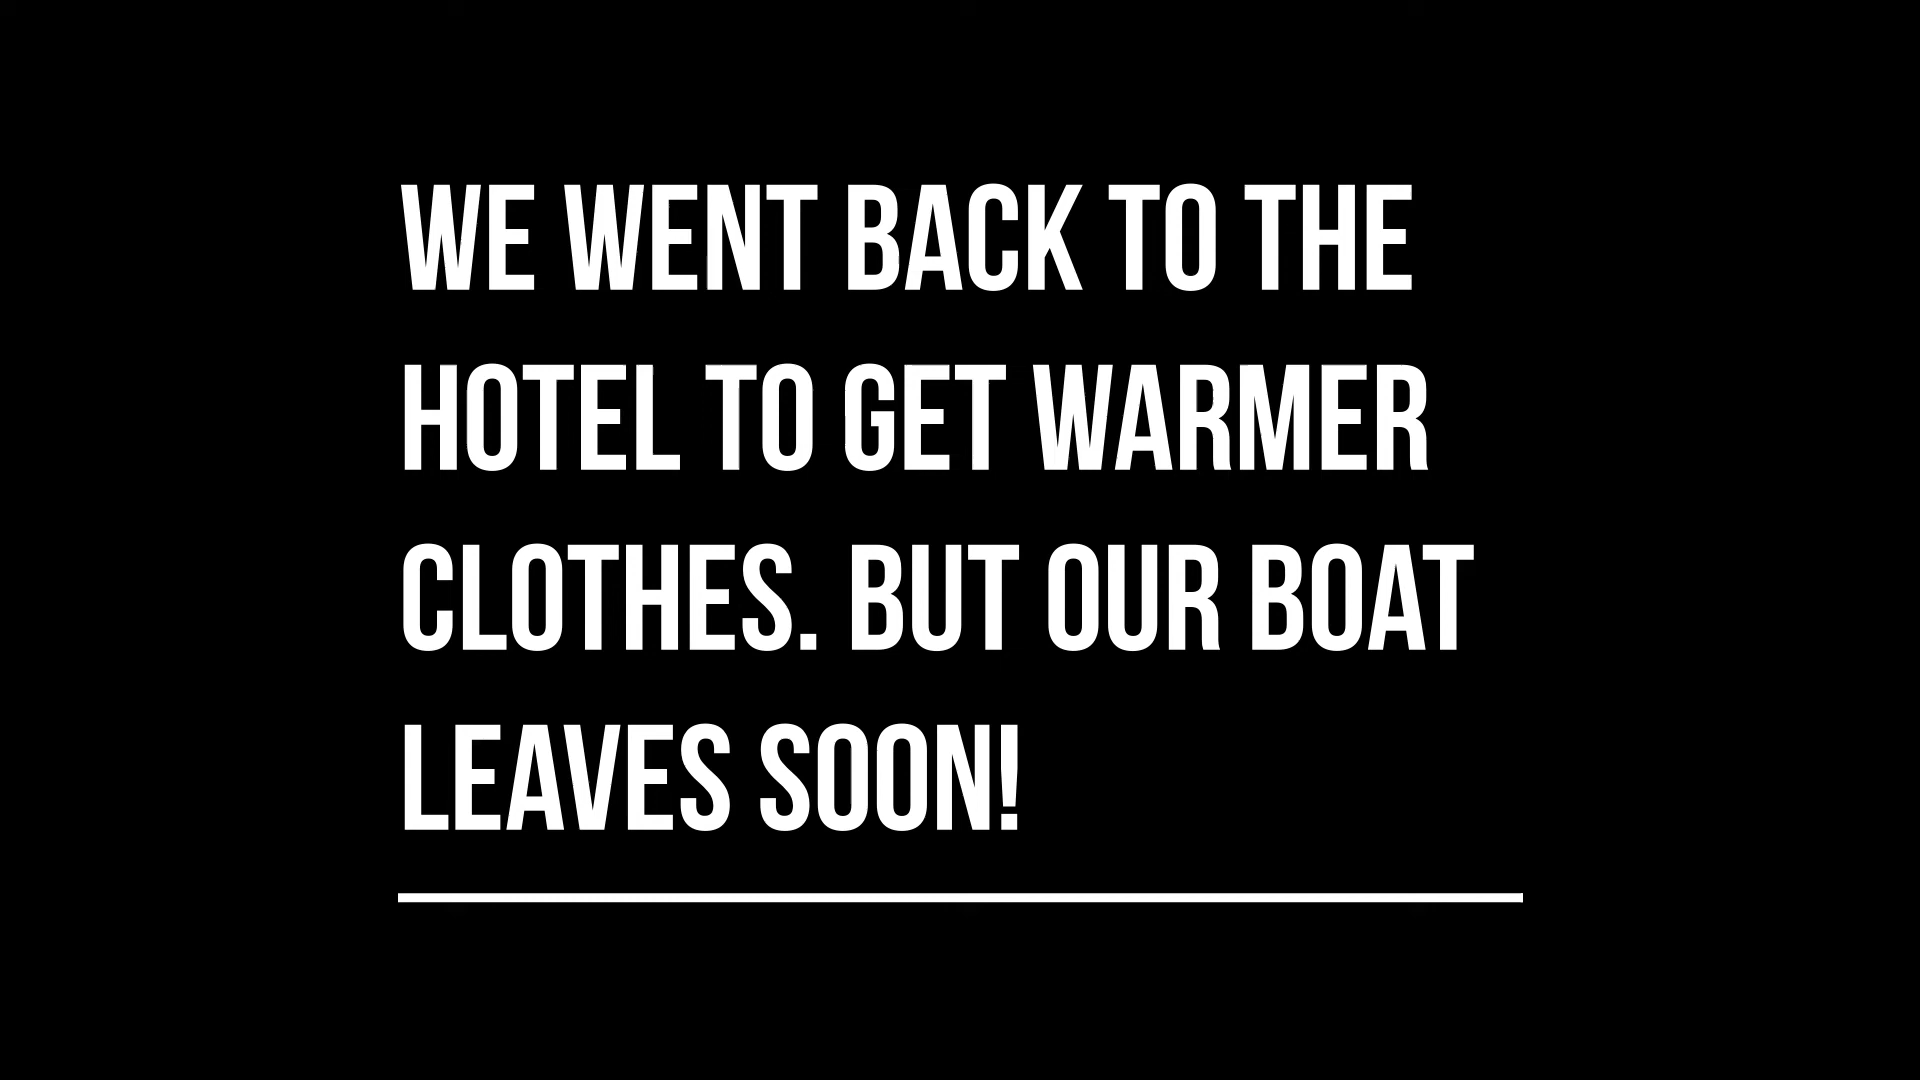 WE WENT BACK TO THE
HOTEL TO GET WARMER
CLOTHES. BUT OUR BOAT
LEAVES SOON!